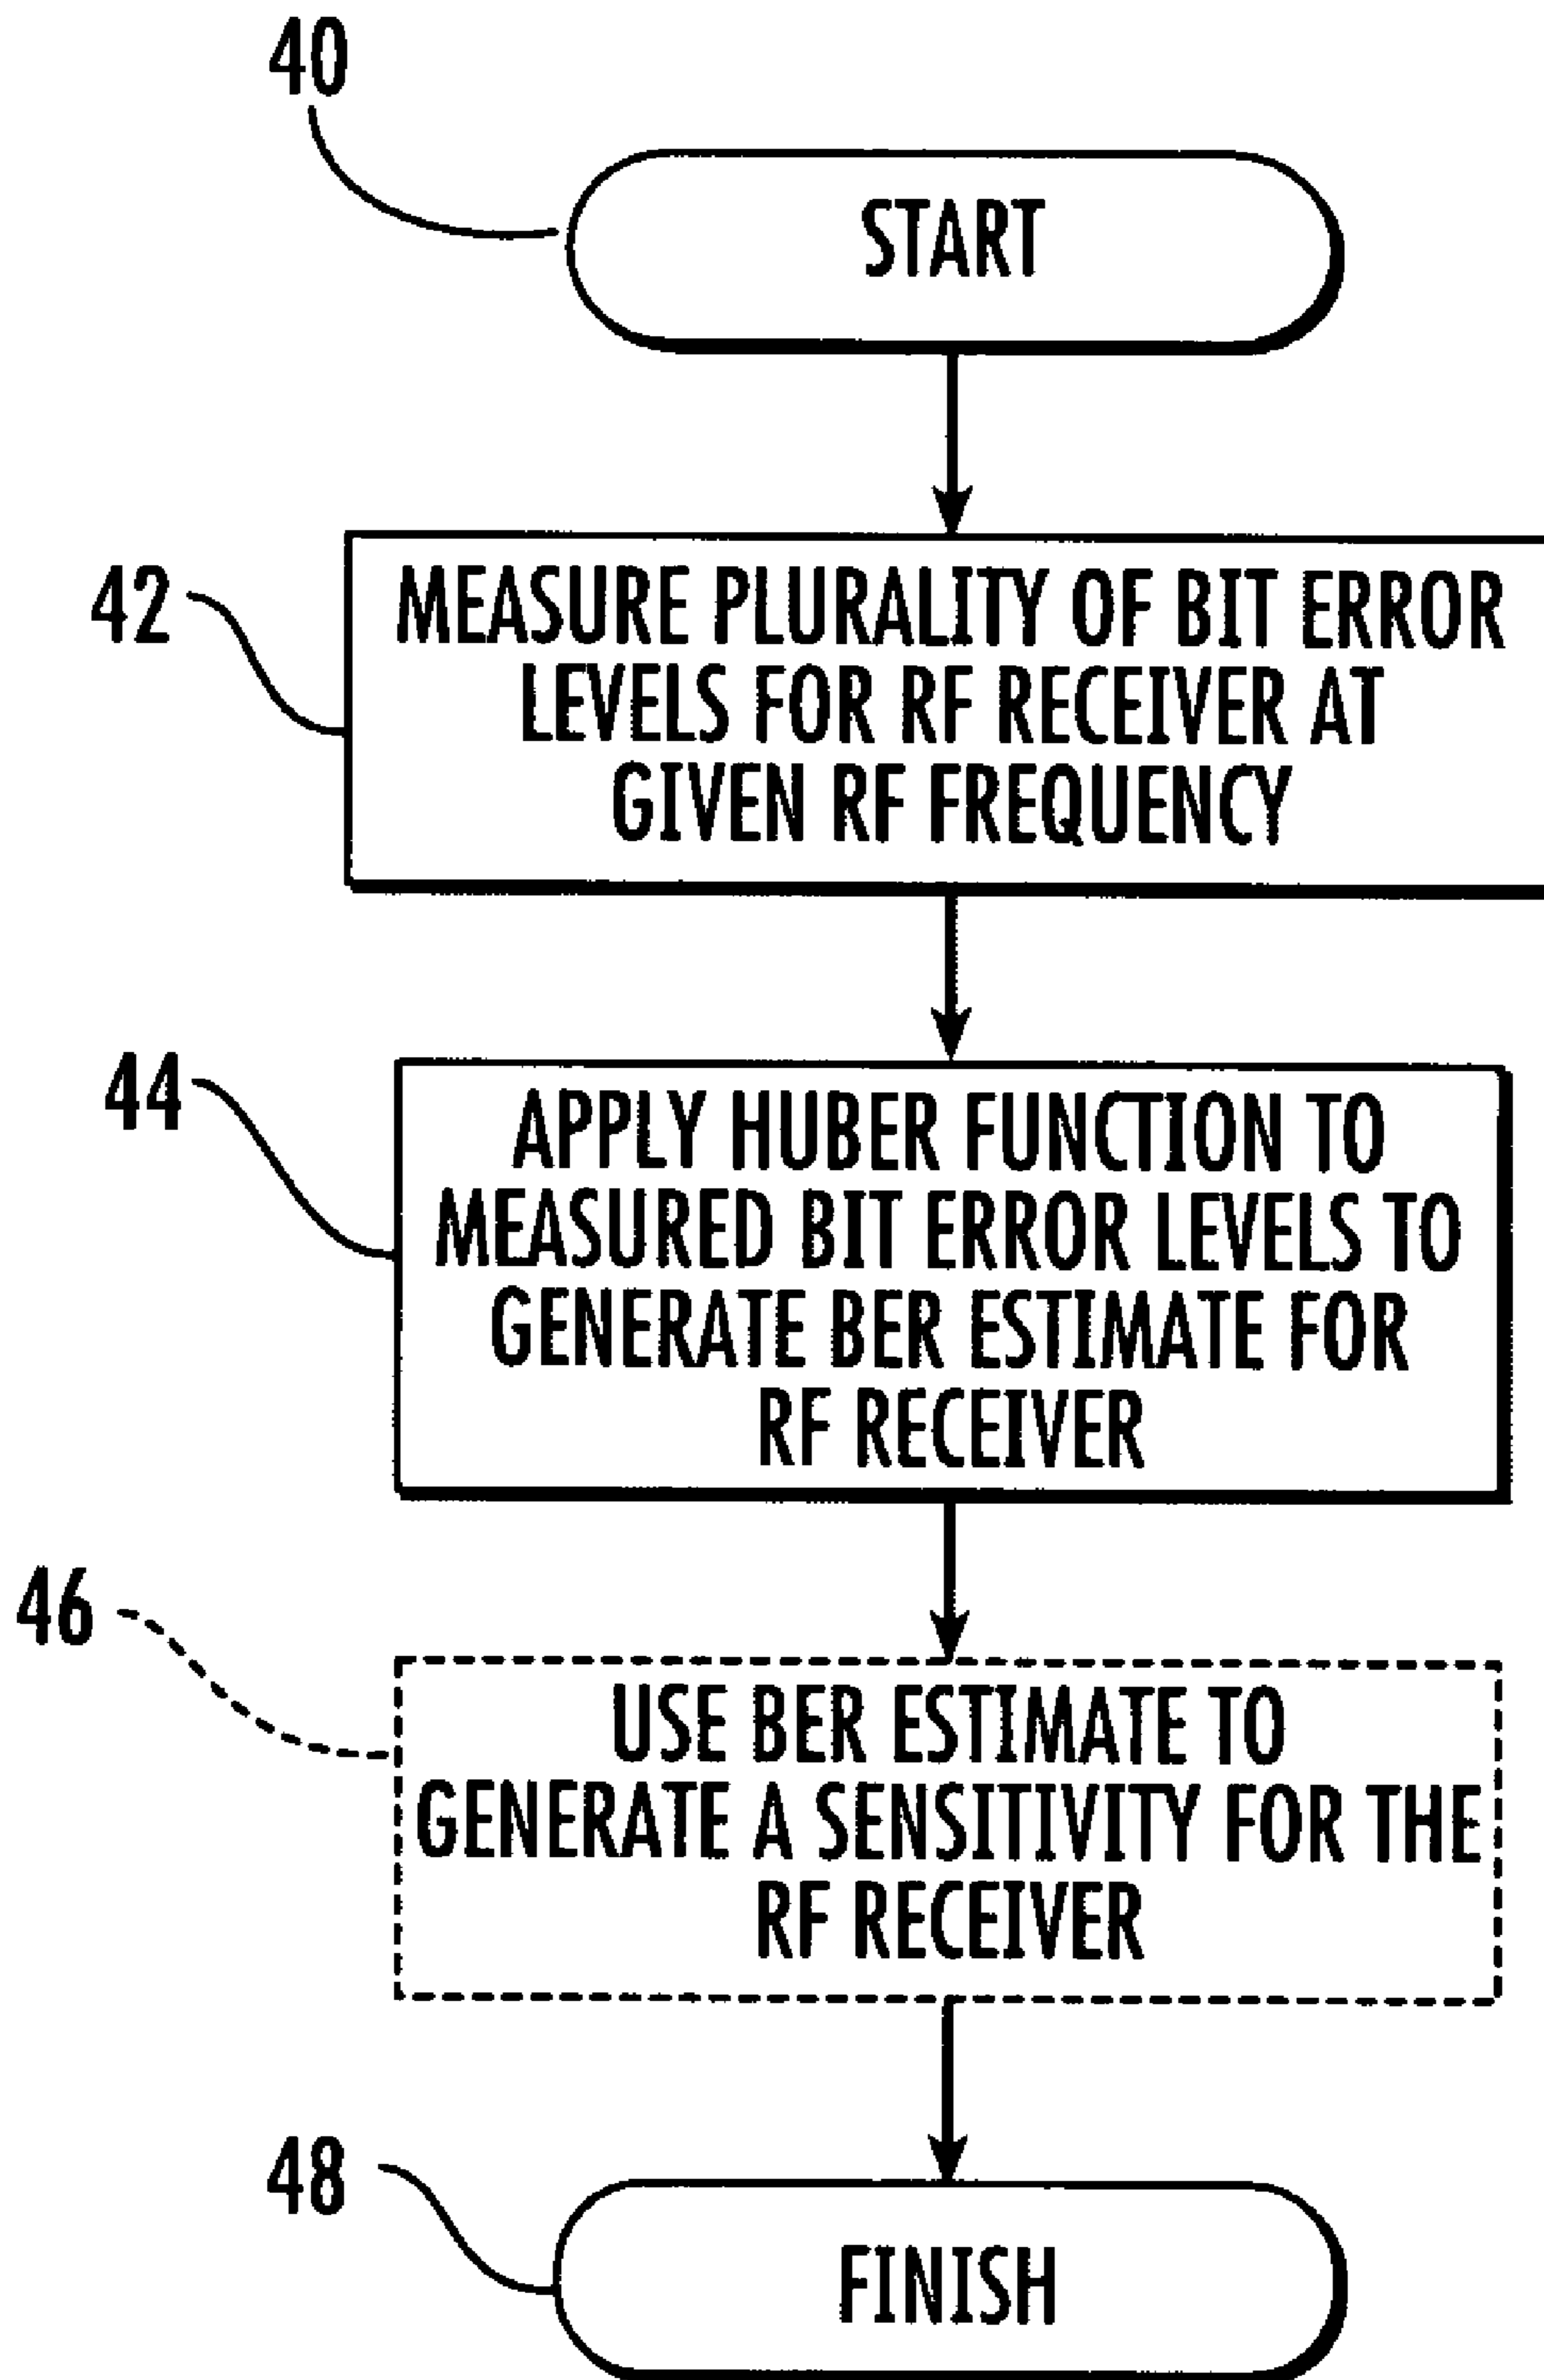 40
START
42
MEASURE PLURALITY OF BIT ERROR
LEVELS FOR RF RECEIVER AT
GIVEN RF FREQUENCY
44
APPLY HUBER FUNCTION TO
MEASURED BIT ERROR LEVELS TO
GENERATE BER ESTIMATE FOR
RF RECEIVER
46
USE BER ESTIMATE TO
GENERATE A SENSITIVITY FOR THE
RF RECEIVER
48
FINISH